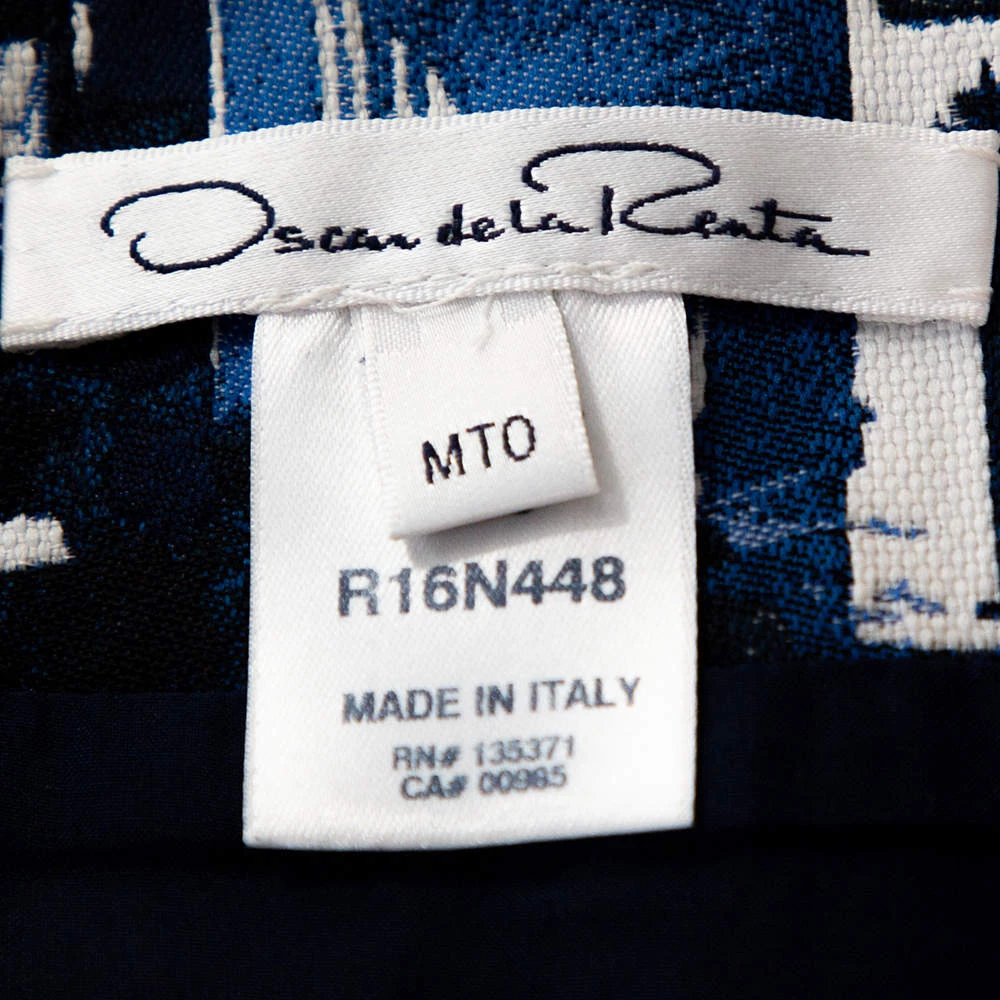 Oscar de la Renta
MTO
R16N448
MADE IN ITALY
RN# 135371
CA# 00985